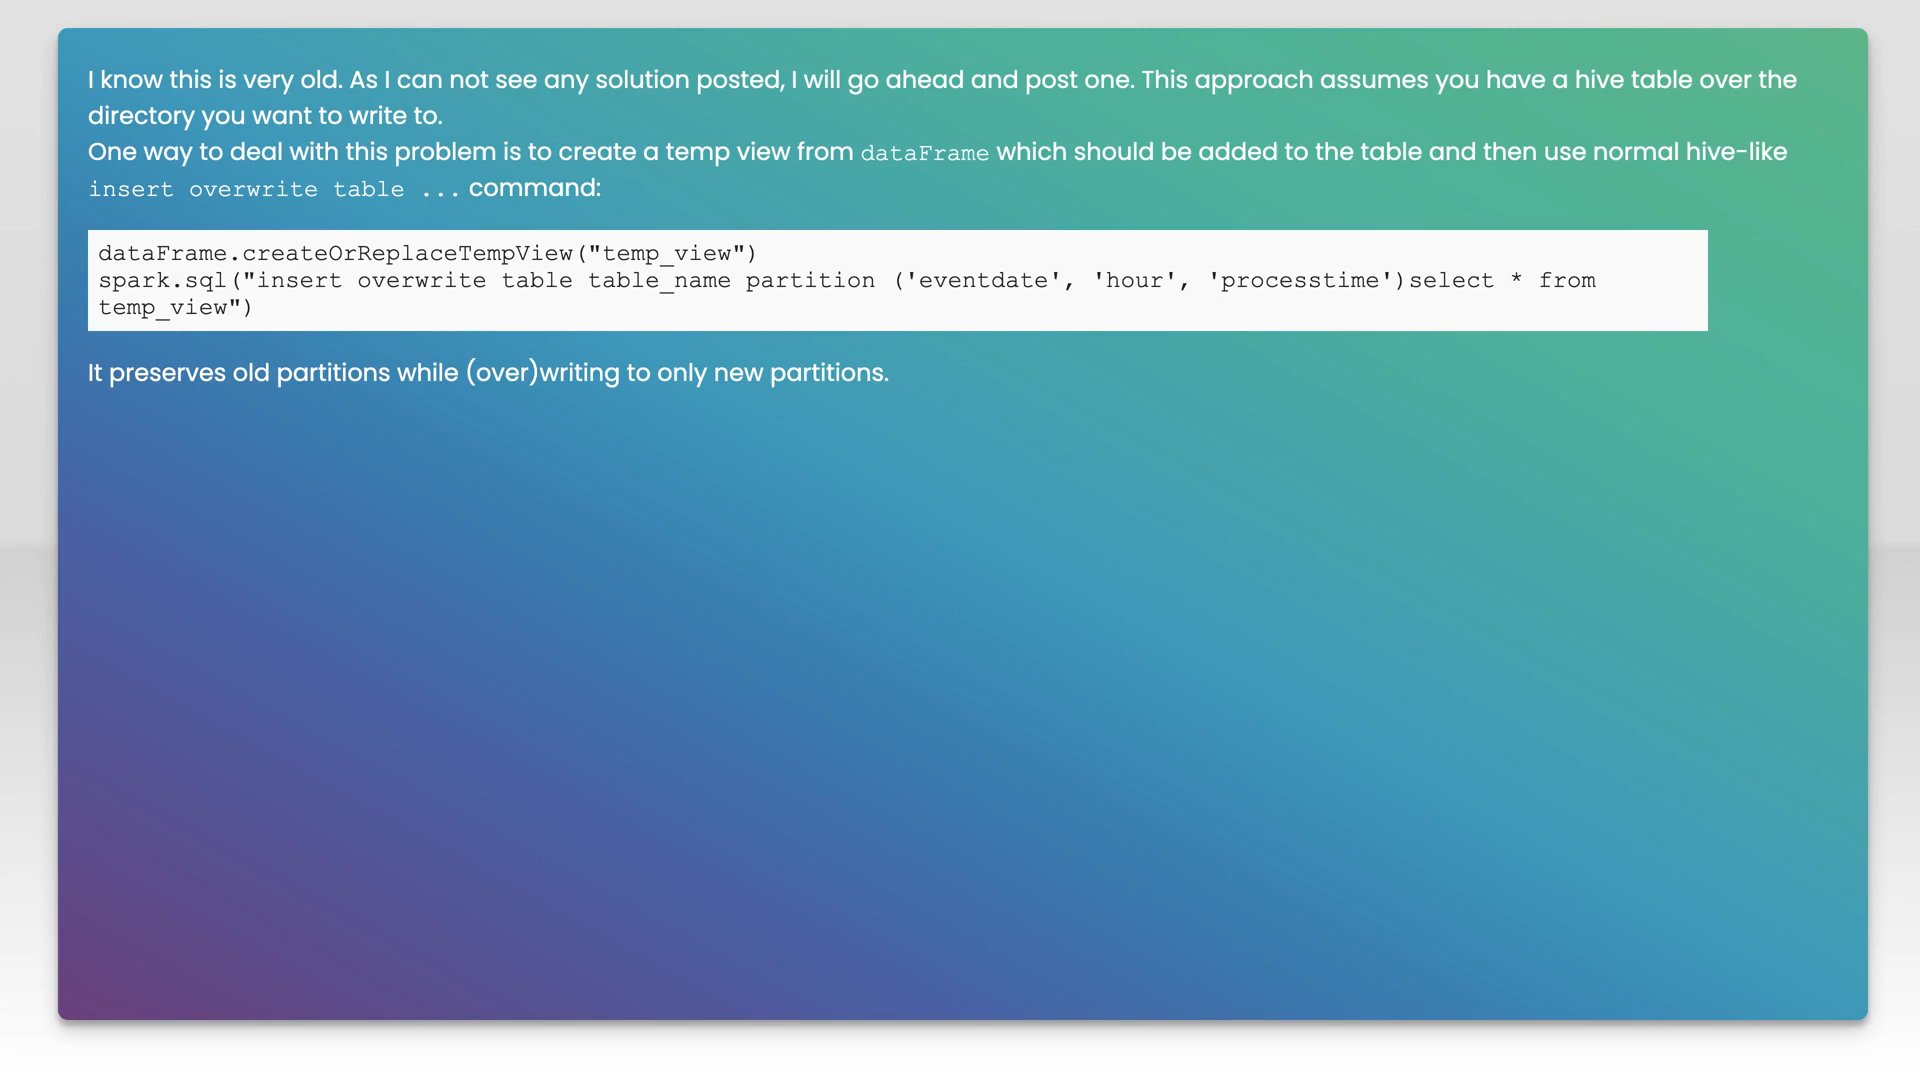 I know this is very old. As I can not see any solution posted, I will go ahead and post one. This approach assumes you have a hive table over the
directory you want to write to.
One way to deal with this problem is to create a temp view from dataFrame which should be added to the table and then use normal hive-like
insert overwrite table ... command:
dataFrame.createOrReplaceTempView("temp_view")
spark.sql("insert overwrite table table_name partition ('eventdate', 'hour', 'processtime')select * from
temp_view")
It preserves old partitions while (over)writing to only new partitions.